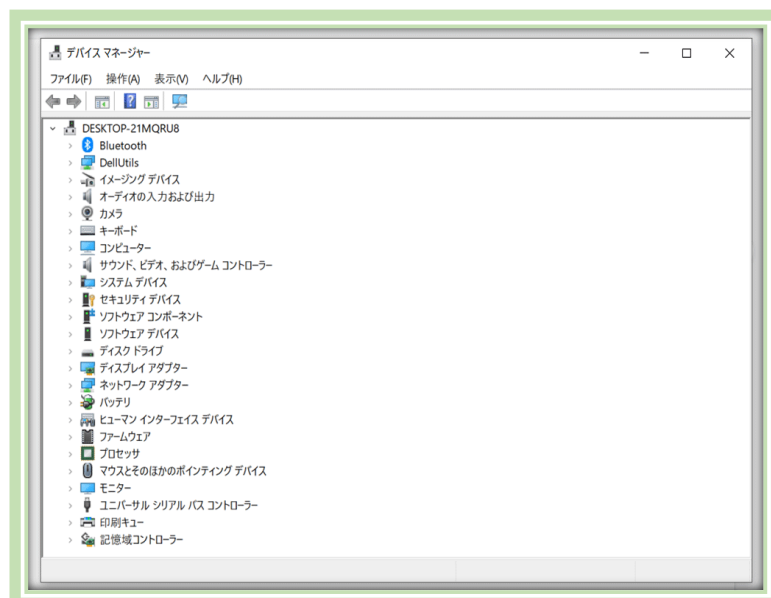 デバイス マネージャー
ファイル(F) 操作(A) 表示(V) ヘルプ(H)
DESKTOP-21MQRU8
Bluetooth
DellUtils
イメージング デバイス
オーディオの入力および出力
カメラ
キーボード
コンピューター
サウンド、ビデオ、およびゲーム コントローラー
システム デバイス
セキュリティ デバイス
ソフトウェア コンポーネント
ソフトウェア デバイス
ディスク ドライブ
ディスプレイ アダプター
ネットワーク アダプター
バッテリ
ヒューマン インターフェイス デバイス
ファームウェア
プロセッサ
マウスとそのほかのポインティング デバイス
モニター
ユニバーサル シリアル バス コントローラー
印刷キュー
記憶域コントローラー